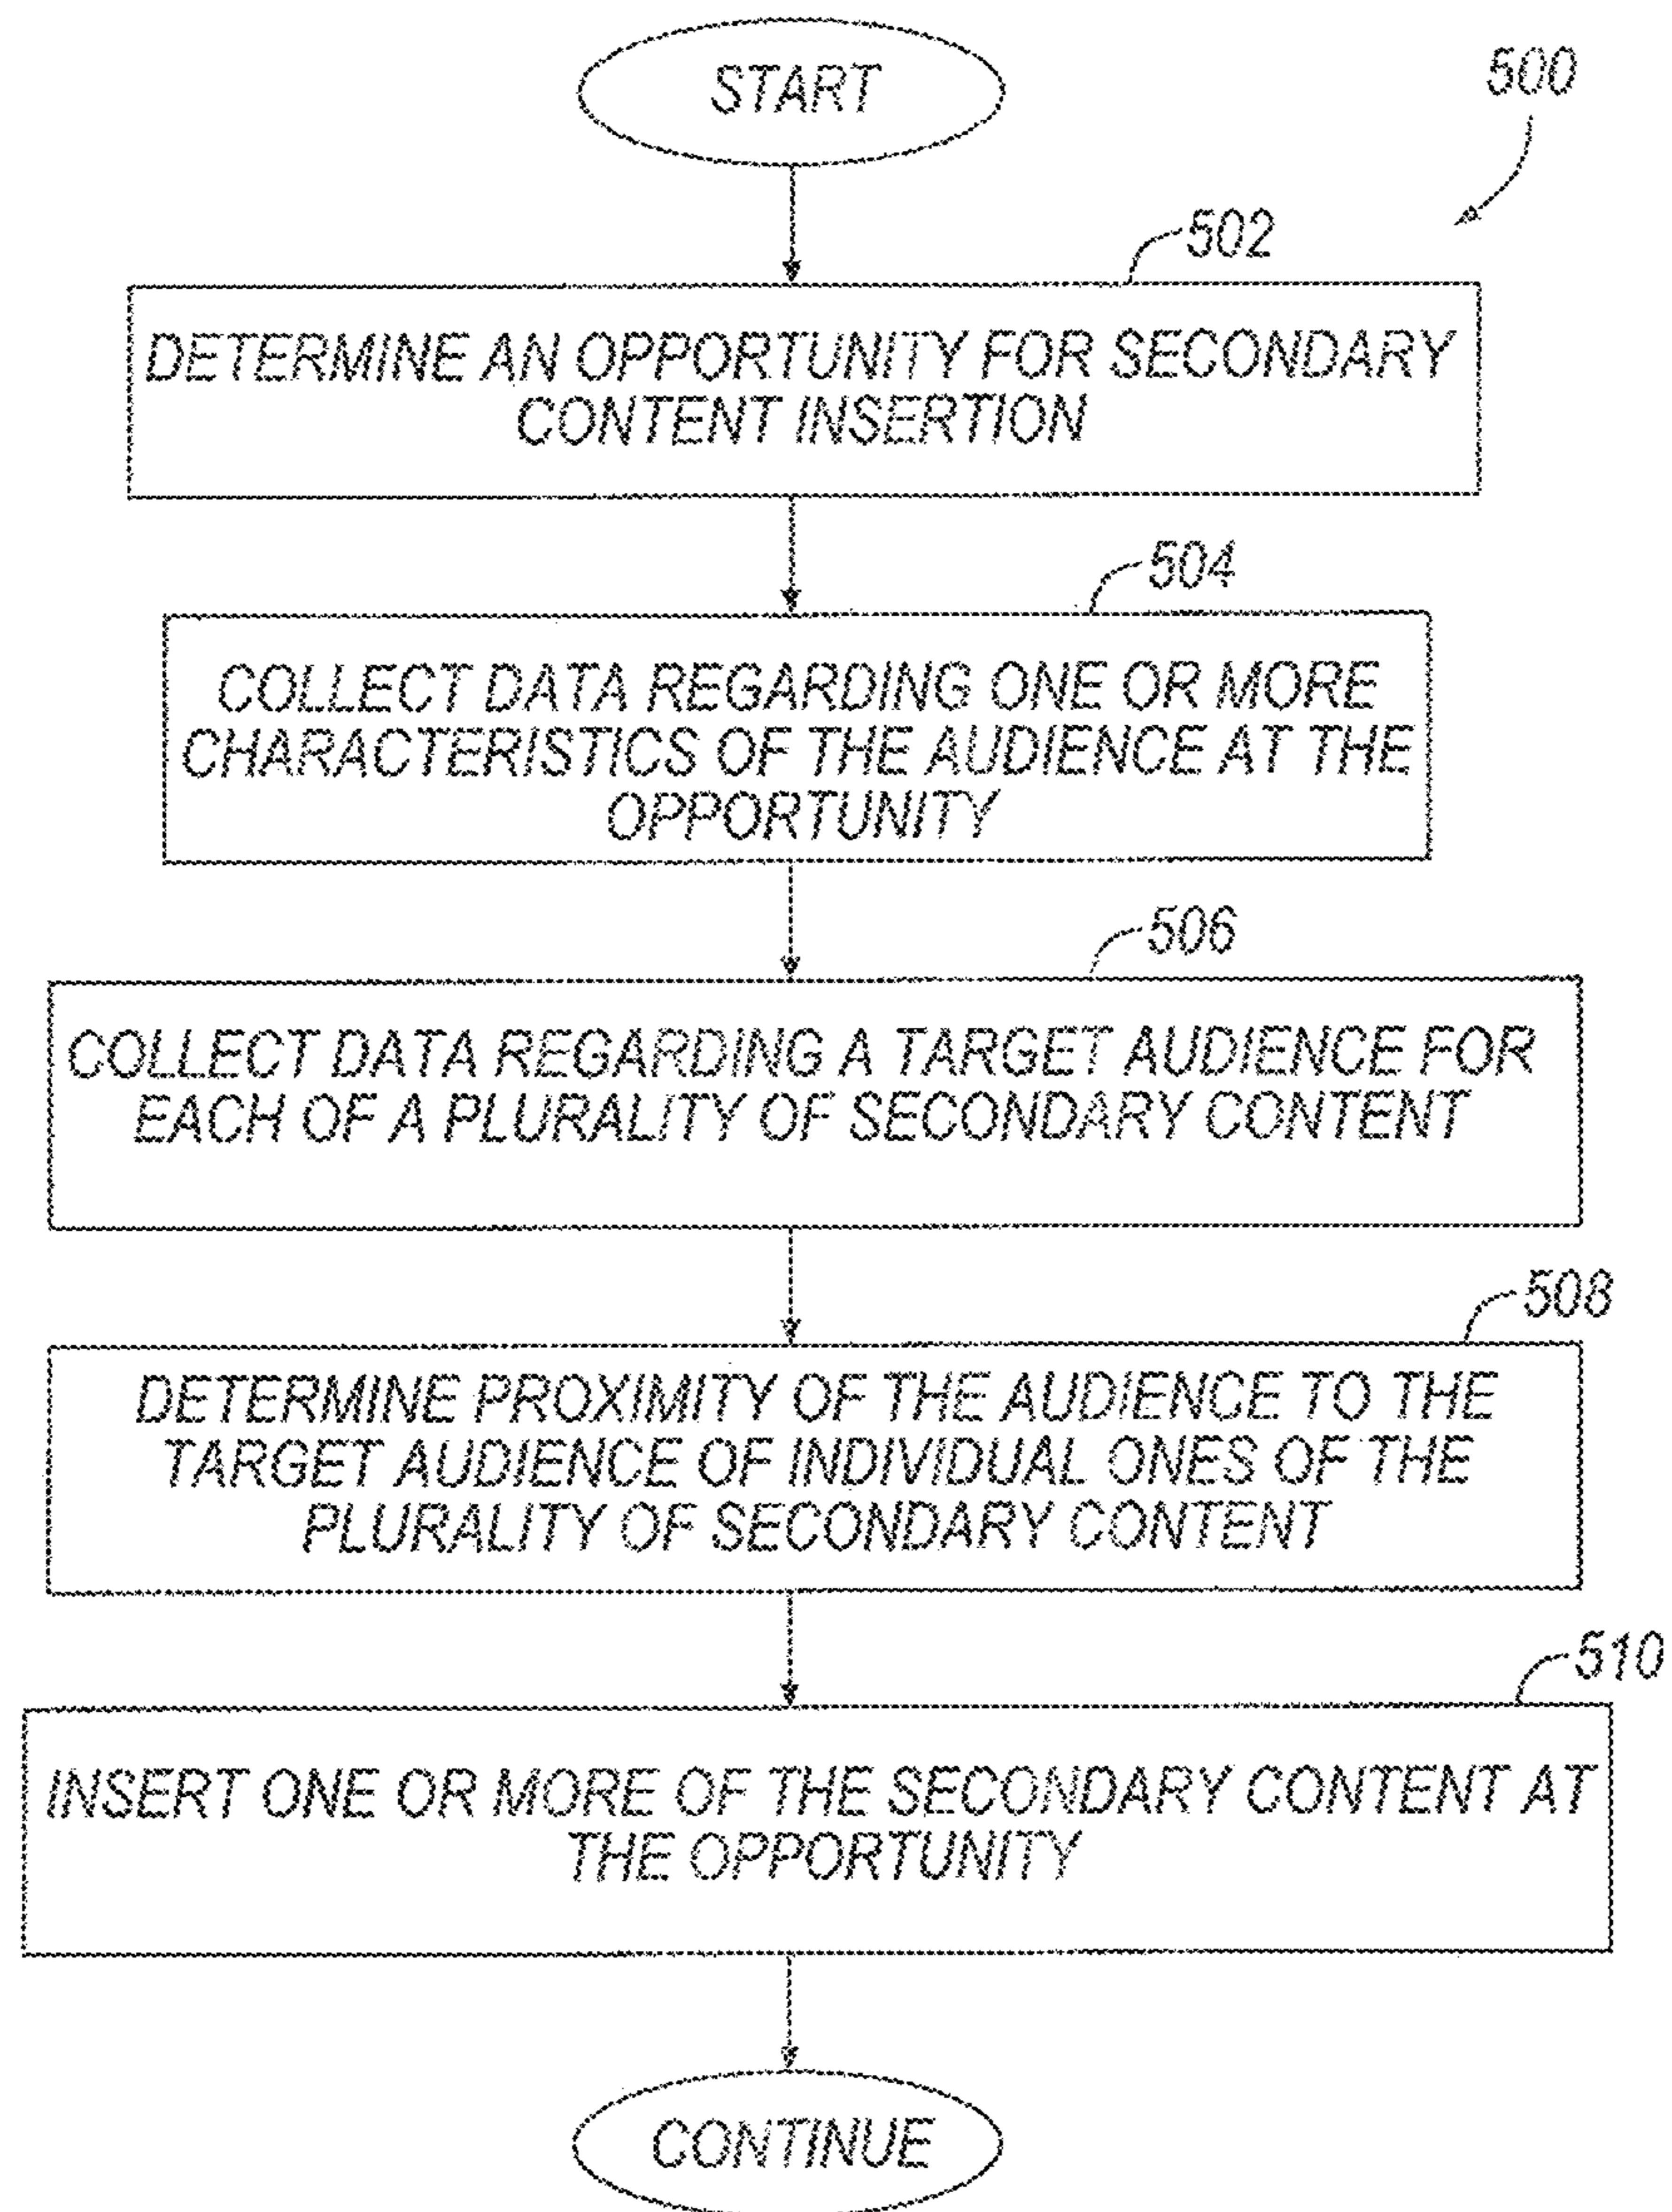 START
500
502
DETERMINE AN OPPORTUNITY FOR SECONDARY
CONTENT INSERTION
504
COLLECT DATA REGARDING ONE OR MORE
CHARACTERISTICS OF THE AUDIENCE AT THE
OPPORTUNITY
506
COLLECT DATA REGARDING A TARGET AUDIENCE FOR
EACH OF A PLURALITY OF SECONDARY CONTENT
508
DETERMINE PROXIMITY OF THE AUDIENCE TO THE
TARGET AUDIENCE OF INDIVIDUAL ONES OF THE
PLURALITY OF SECONDARY CONTENT
510
INSERT ONE OR MORE OF THE SECONDARY CONTENT AT
THE OPPORTUNITY
CONTINUE